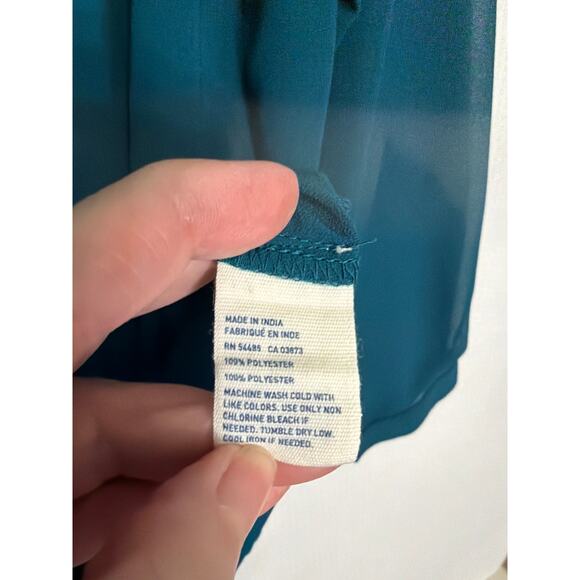 MADE IN INDIA
FABRIQUÉ EN INDE
RN 54485 CA 03673
100% POLYESTER
100% POLYESTER
MACHINE WASH COLD WITH
LIKE COLORS. USE ONLY NON
CHLORINE BLEACH IF
NEEDED. TUMBLE DRY LOW.
COOL IRON IF NEEDED.